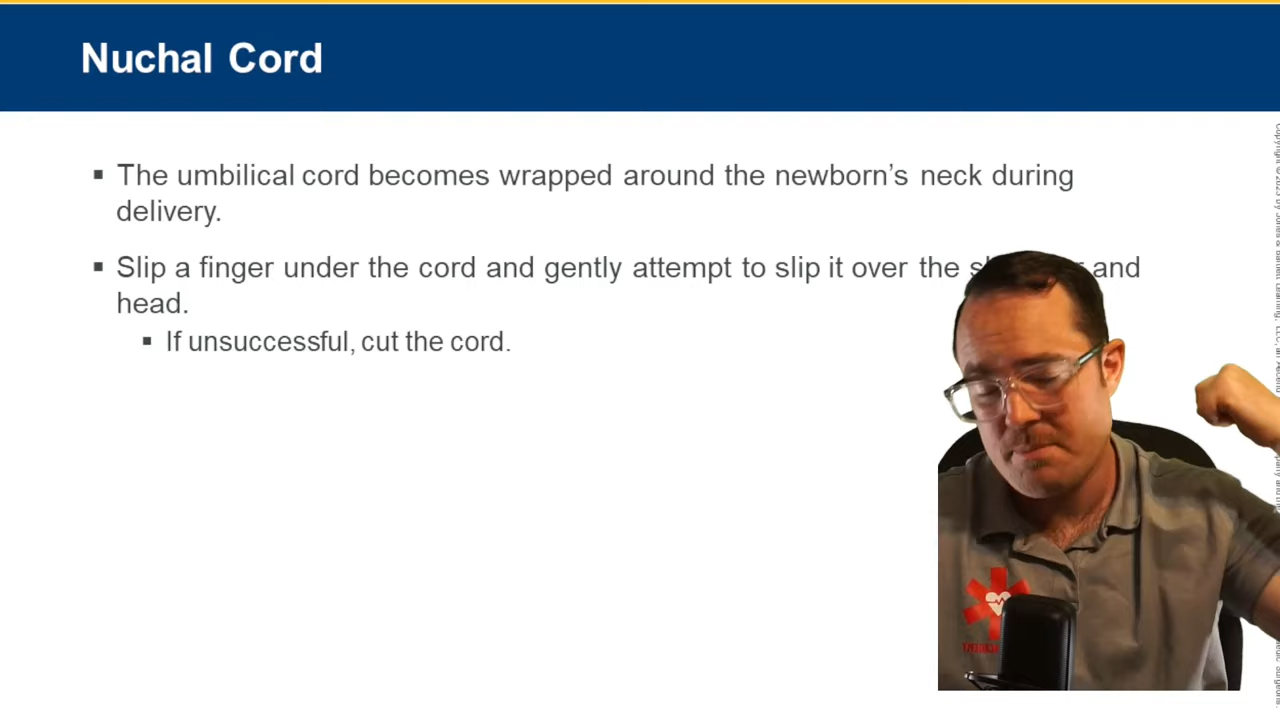 Nuchal Cord
▪ The umbilical cord becomes wrapped around the newborn's neck during
delivery.
▪ Slip a finger under the cord and gently attempt to slip it over the and
head.
▪ If unsuccessful, cut the cord.